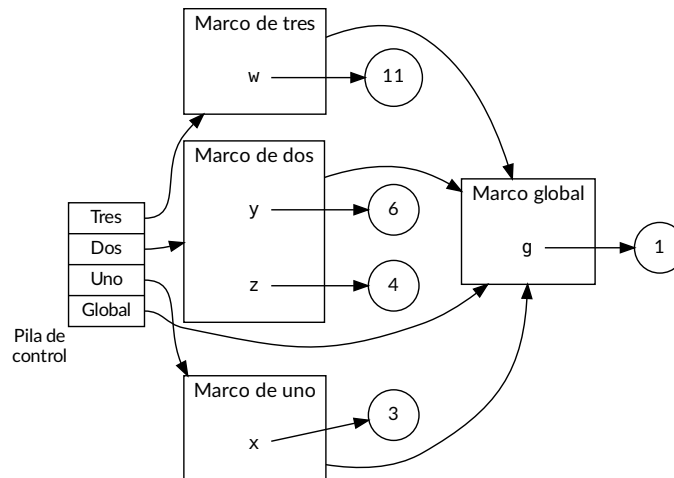 Marco de tres
w
11
Marco de dos
y
6
z
4
Marco global
g
1
Tres
Dos
Uno
Global
Pila de
control
Marco de uno
x
3